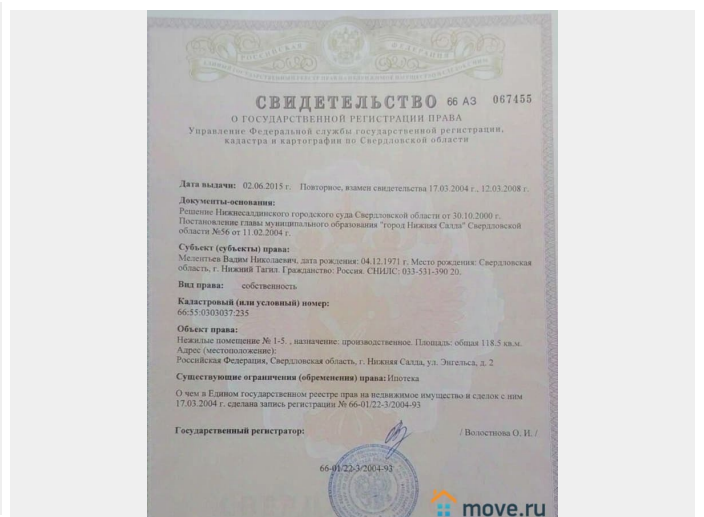 РОССИЙСКАЯ ФЕДЕРАЦИЯ
СВИДЕТЕЛЬСТВО 66 АЗ 067455
О ГОСУДАРСТВЕННОЙ РЕГИСТРАЦИИ ПРАВА
Управление Федеральной службы государственной регистрации,
кадастра и картографии по Свердловской области
Дата выдачи: 02.06.2015 г. Повторное, взамен свидетельства 17.03.2004 г., 12.03.2008 г.
Документы-основания:
Решение Нижнесалдинского городского суда Свердловской области от 30.10.2000 г.
Постановление главы муниципального образования "город Нижняя Салда" Свердловской
области №56 от 11.02.2004 г.
Субъект (субъекты) права:
Мелентьев Вадим Николаевич, дата рождения: 04.12.1971 г. Место рождения: Свердловская
область, г. Нижний Тагил. Гражданство: Россия. СНИЛС: 033-531-390 20.
Вид права: собственность
Кадастровый (или условный) номер:
66:55:0303037:235
Объект права:
Нежилые помещение № 1-5. , назначение: производственное. Площадь: общая 118.5 кв.м.
Адрес (местоположение):
Российская Федерация, Свердловская область, г. Нижняя Салда, ул. Энгельса, д. 2
Существующие ограничения (обременения) права: Ипотека
О чем в Едином государственном реестре прав на недвижимое имущество и сделок с ним
17.03.2004 г. сделана запись регистрации № 66-01/22-3/2004-93
Государственный регистратор: / Волостнова О. И. /
66-01/22-3/2004-93
move.ru